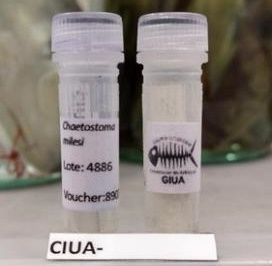 Chaetostoma
milesi
Lote: 4886
Voucher:890
GIUA
CIUA-